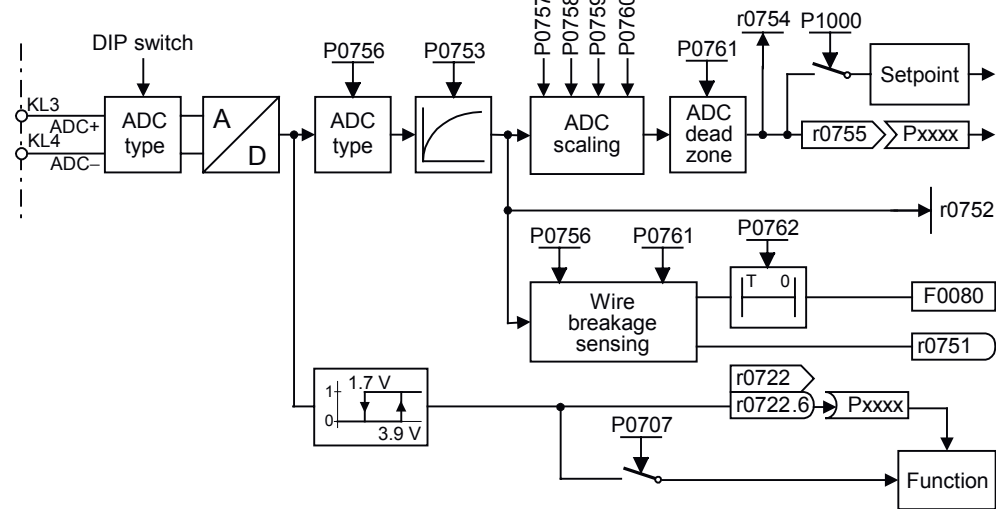 P0757
P0758
P0759
P0760
r0754
P1000
DIP switch
P0756
P0753
P0761
KL3
ADC+
KL4
ADC−
ADC
type
A
D
ADC
type
ADC
scaling
ADC
dead
zone
Setpoint
r0755
Pxxxx
r0752
P0756
P0761
P0762
Wire
breakage
sensing
T 0
F0080
r0751
1
0
1.7 V
3.9 V
r0722
r0722.6
Pxxxx
P0707
Function